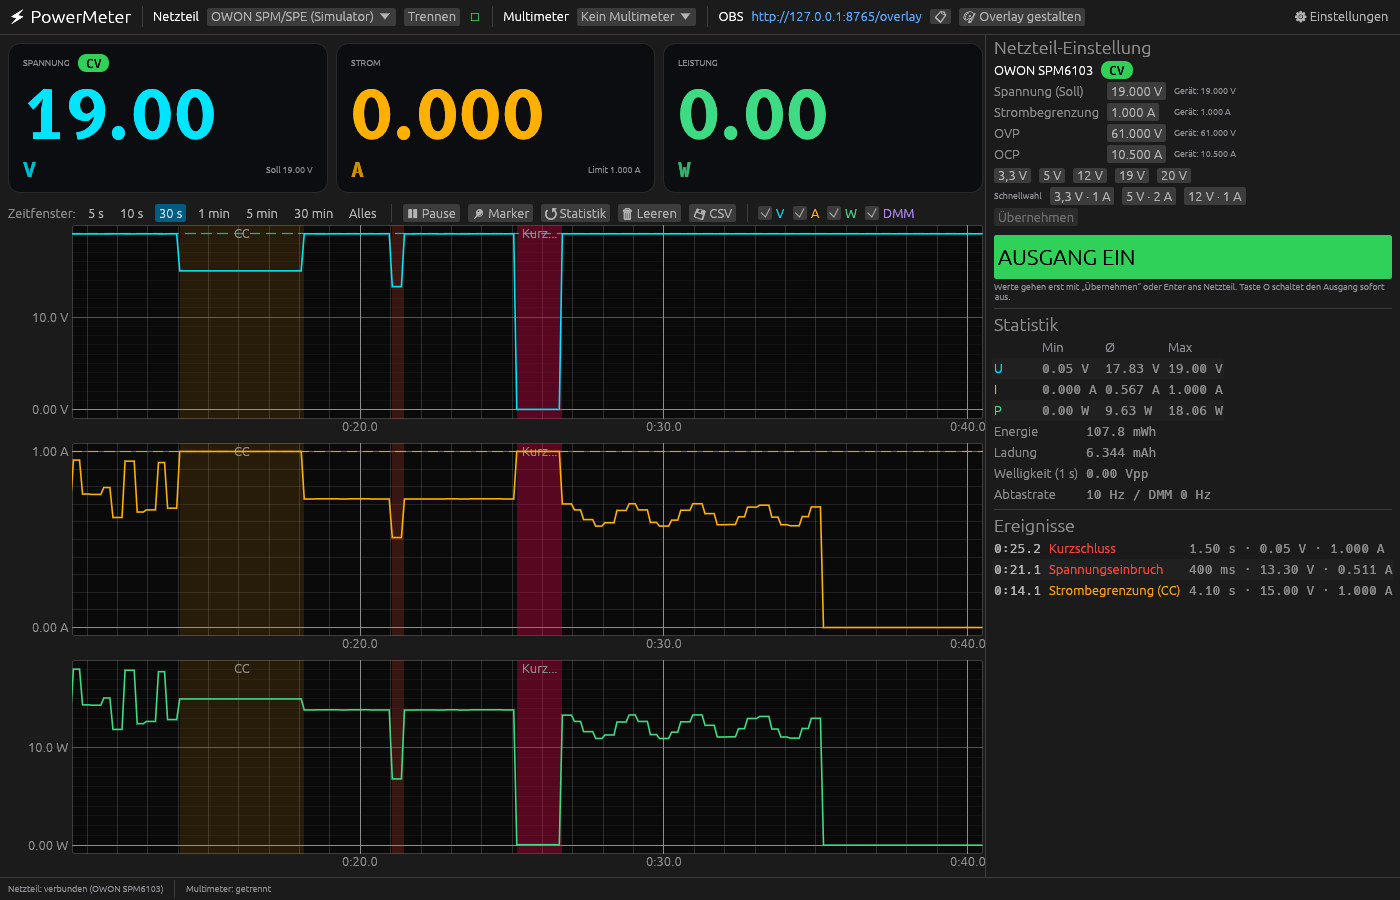 PowerMeter Netzteil OWON SPM/SPE (Simulator) Trennen Multimeter Kein Multimeter OBS http://127.0.0.1:8765/overlay Overlay gestalten Einstellungen
SPANNUNG CV
19.00
V Soll 19.00 V
STROM
0.000
A Limit 1.000 A
LEISTUNG
0.00
W
Zeitfenster: 5 s 10 s 30 s 1 min 5 min 30 min Alles Pause Marker Statistik Leeren CSV V A W DMM
CC Kurz...
10.0 V
0.00 V
0:20.0 0:30.0 0:40.0
1.00 A CC Kurz...
0.00 A
0:20.0 0:30.0 0:40.0
CC Kurz...
10.0 W
0.00 W
0:20.0 0:30.0 0:40.0
Netzteil-Einstellung
OWON SPM6103 CV
Spannung (Soll) 19.000 V Gerät: 19.000 V
Strombegrenzung 1.000 A Gerät: 1.000 A
OVP 61.000 V Gerät: 61.000 V
OCP 10.500 A Gerät: 10.500 A
3,3 V 5 V 12 V 19 V 20 V
Schnellwahl 3,3 V · 1 A 5 V · 2 A 12 V · 1 A
Übernehmen
AUSGANG EIN
Werte gehen erst mit „Übernehmen“ oder Enter ans Netzteil. Taste O schaltet den Ausgang sofort
aus.
Statistik
Min Ø Max
U 0.05 V 17.83 V 19.00 V
I 0.000 A 0.567 A 1.000 A
P 0.00 W 9.63 W 18.06 W
Energie 107.8 mWh
Ladung 6.344 mAh
Welligkeit (1 s) 0.00 Vpp
Abtastrate 10 Hz / DMM 0 Hz
Ereignisse
0:25.2 Kurzschluss 1.50 s · 0.05 V · 1.000 A
0:21.1 Spannungseinbruch 400 ms · 13.30 V · 0.511 A
0:14.1 Strombegrenzung (CC) 4.10 s · 15.00 V · 1.000 A
Netzteil: verbunden (OWON SPM6103) Multimeter: getrennt